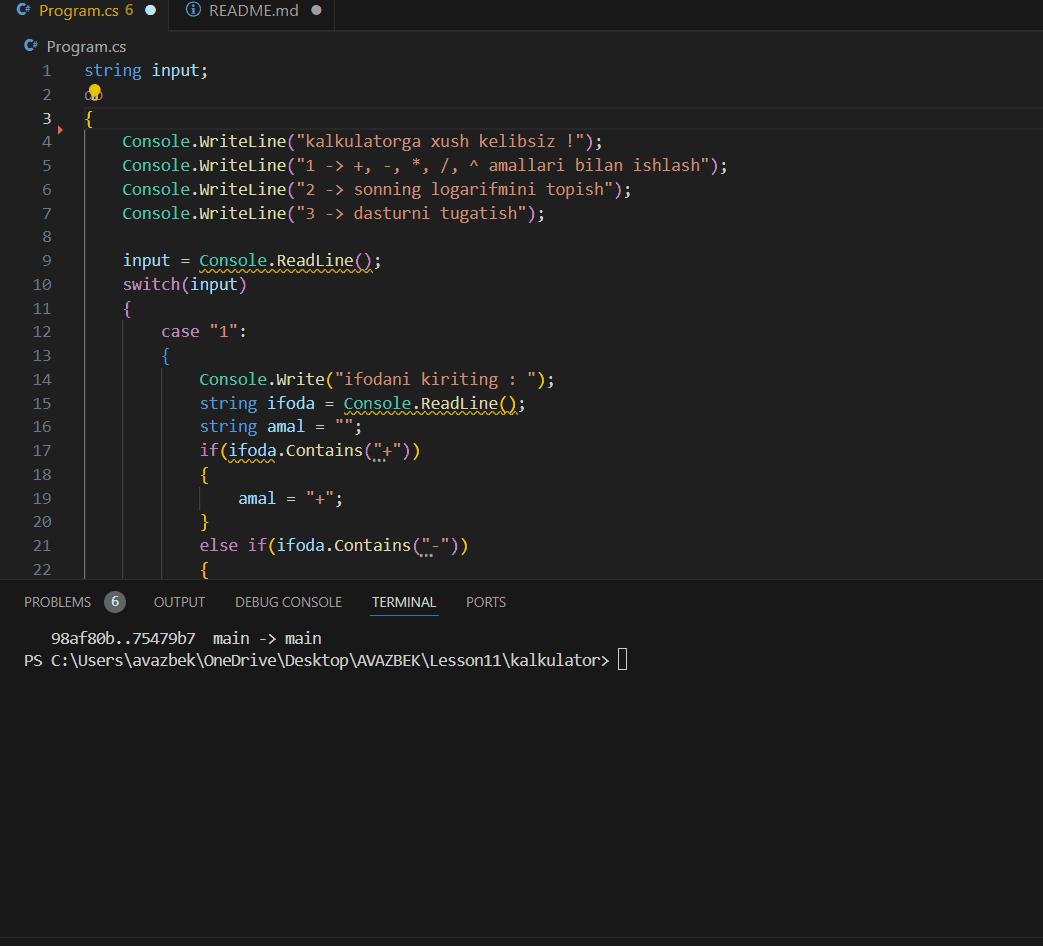 Program.cs 6 README.md
Program.cs
1 string input;
2 do
3 {
4 Console.WriteLine("kalkulatorga xush kelibsiz !");
5 Console.WriteLine("1 -> +, -, *, /, ^ amallari bilan ishlash");
6 Console.WriteLine("2 -> sonning logarifmini topish");
7 Console.WriteLine("3 -> dasturni tugatish");
8
9 input = Console.ReadLine();
10 switch(input)
11 {
12 case "1":
13 {
14 Console.Write("ifodani kiriting : ");
15 string ifoda = Console.ReadLine();
16 string amal = "";
17 if(ifoda.Contains("+"))
18 {
19 amal = "+";
20 }
21 else if(ifoda.Contains("-"))
22 {
PROBLEMS 6 OUTPUT DEBUG CONSOLE TERMINAL PORTS
98af80b..75479b7 main -> main
PS C:\Users\avazbek\OneDrive\Desktop\AVAZBEK\Lesson11\kalkulator>